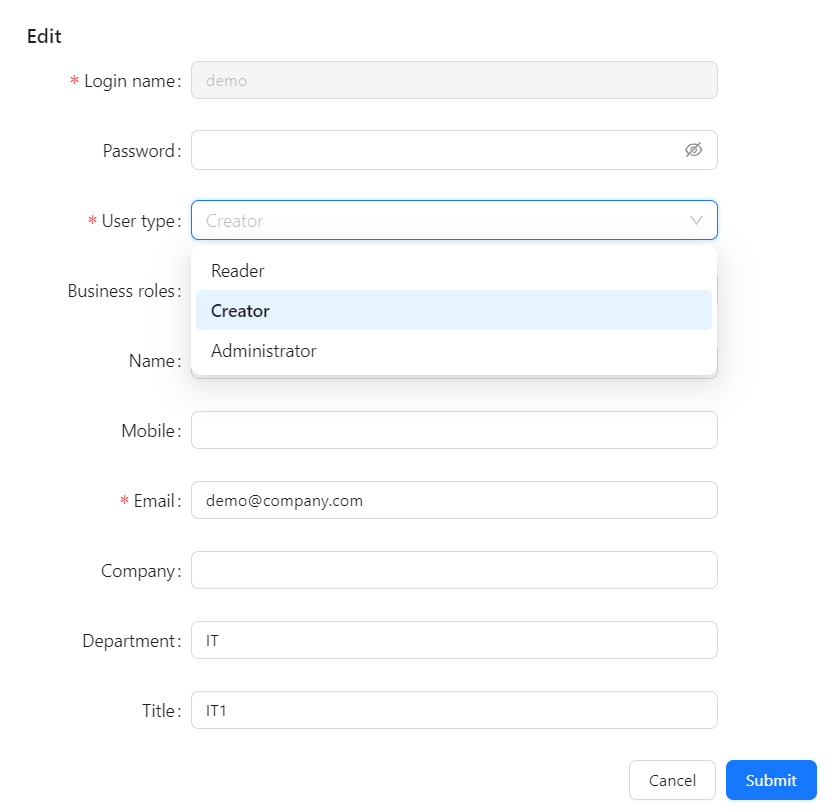 Edit
* Login name: demo
Password:
* User type: Creator
Reader
Business roles:
Creator
Administrator
Name:
Mobile:
* Email: demo@company.com
Company:
Department: IT
Title: IT1
Cancel Submit